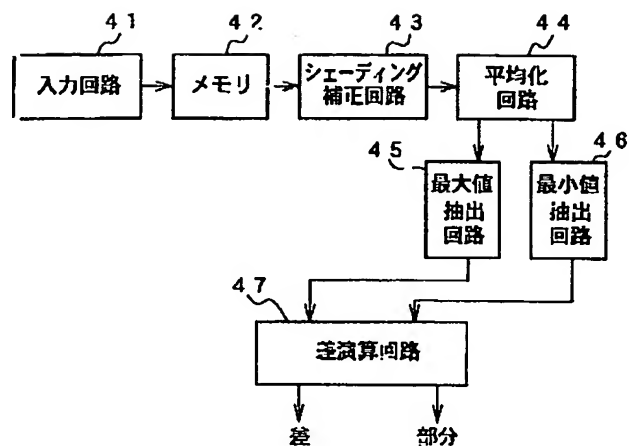 41
42
43
44
入力回路
メモリ
シェーディング
補正回路
平均化
回路
45
46
最大値
抽出
回路
最小値
抽出
回路
47
差演算回路
差
部分